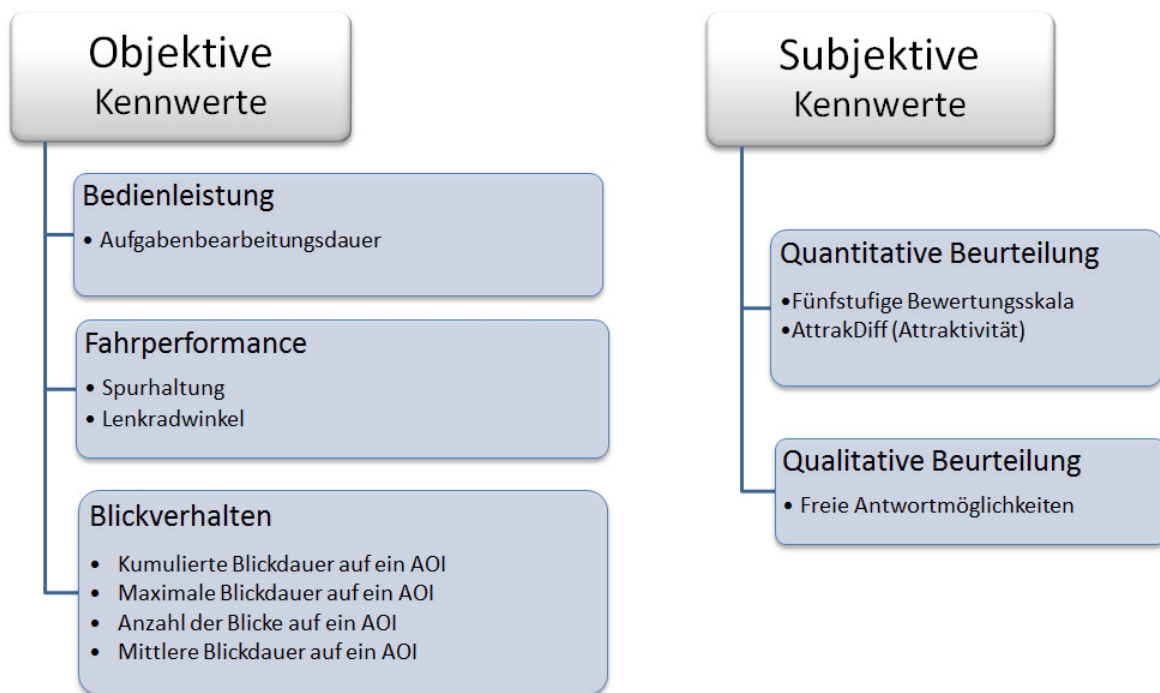 Objektive
Kennwerte
Bedienleistung
• Aufgabenbearbeitungsdauer
Fahrperformance
• Spurhaltung
• Lenkradwinkel
Blickverhalten
• Kumulierte Blickdauer auf ein AOI
• Maximale Blickdauer auf ein AOI
• Anzahl der Blicke auf ein AOI
• Mittlere Blickdauer auf ein AOI
Subjektive
Kennwerte
Quantitative Beurteilung
•Fünfstufige Bewertungsskala
•AttrakDiff (Attraktivität)
Qualitative Beurteilung
• Freie Antwortmöglichkeiten